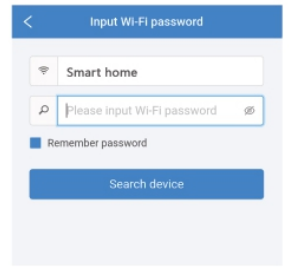 Input Wi-Fi password
Smart home
Please input Wi-Fi password
Remember password
Search device